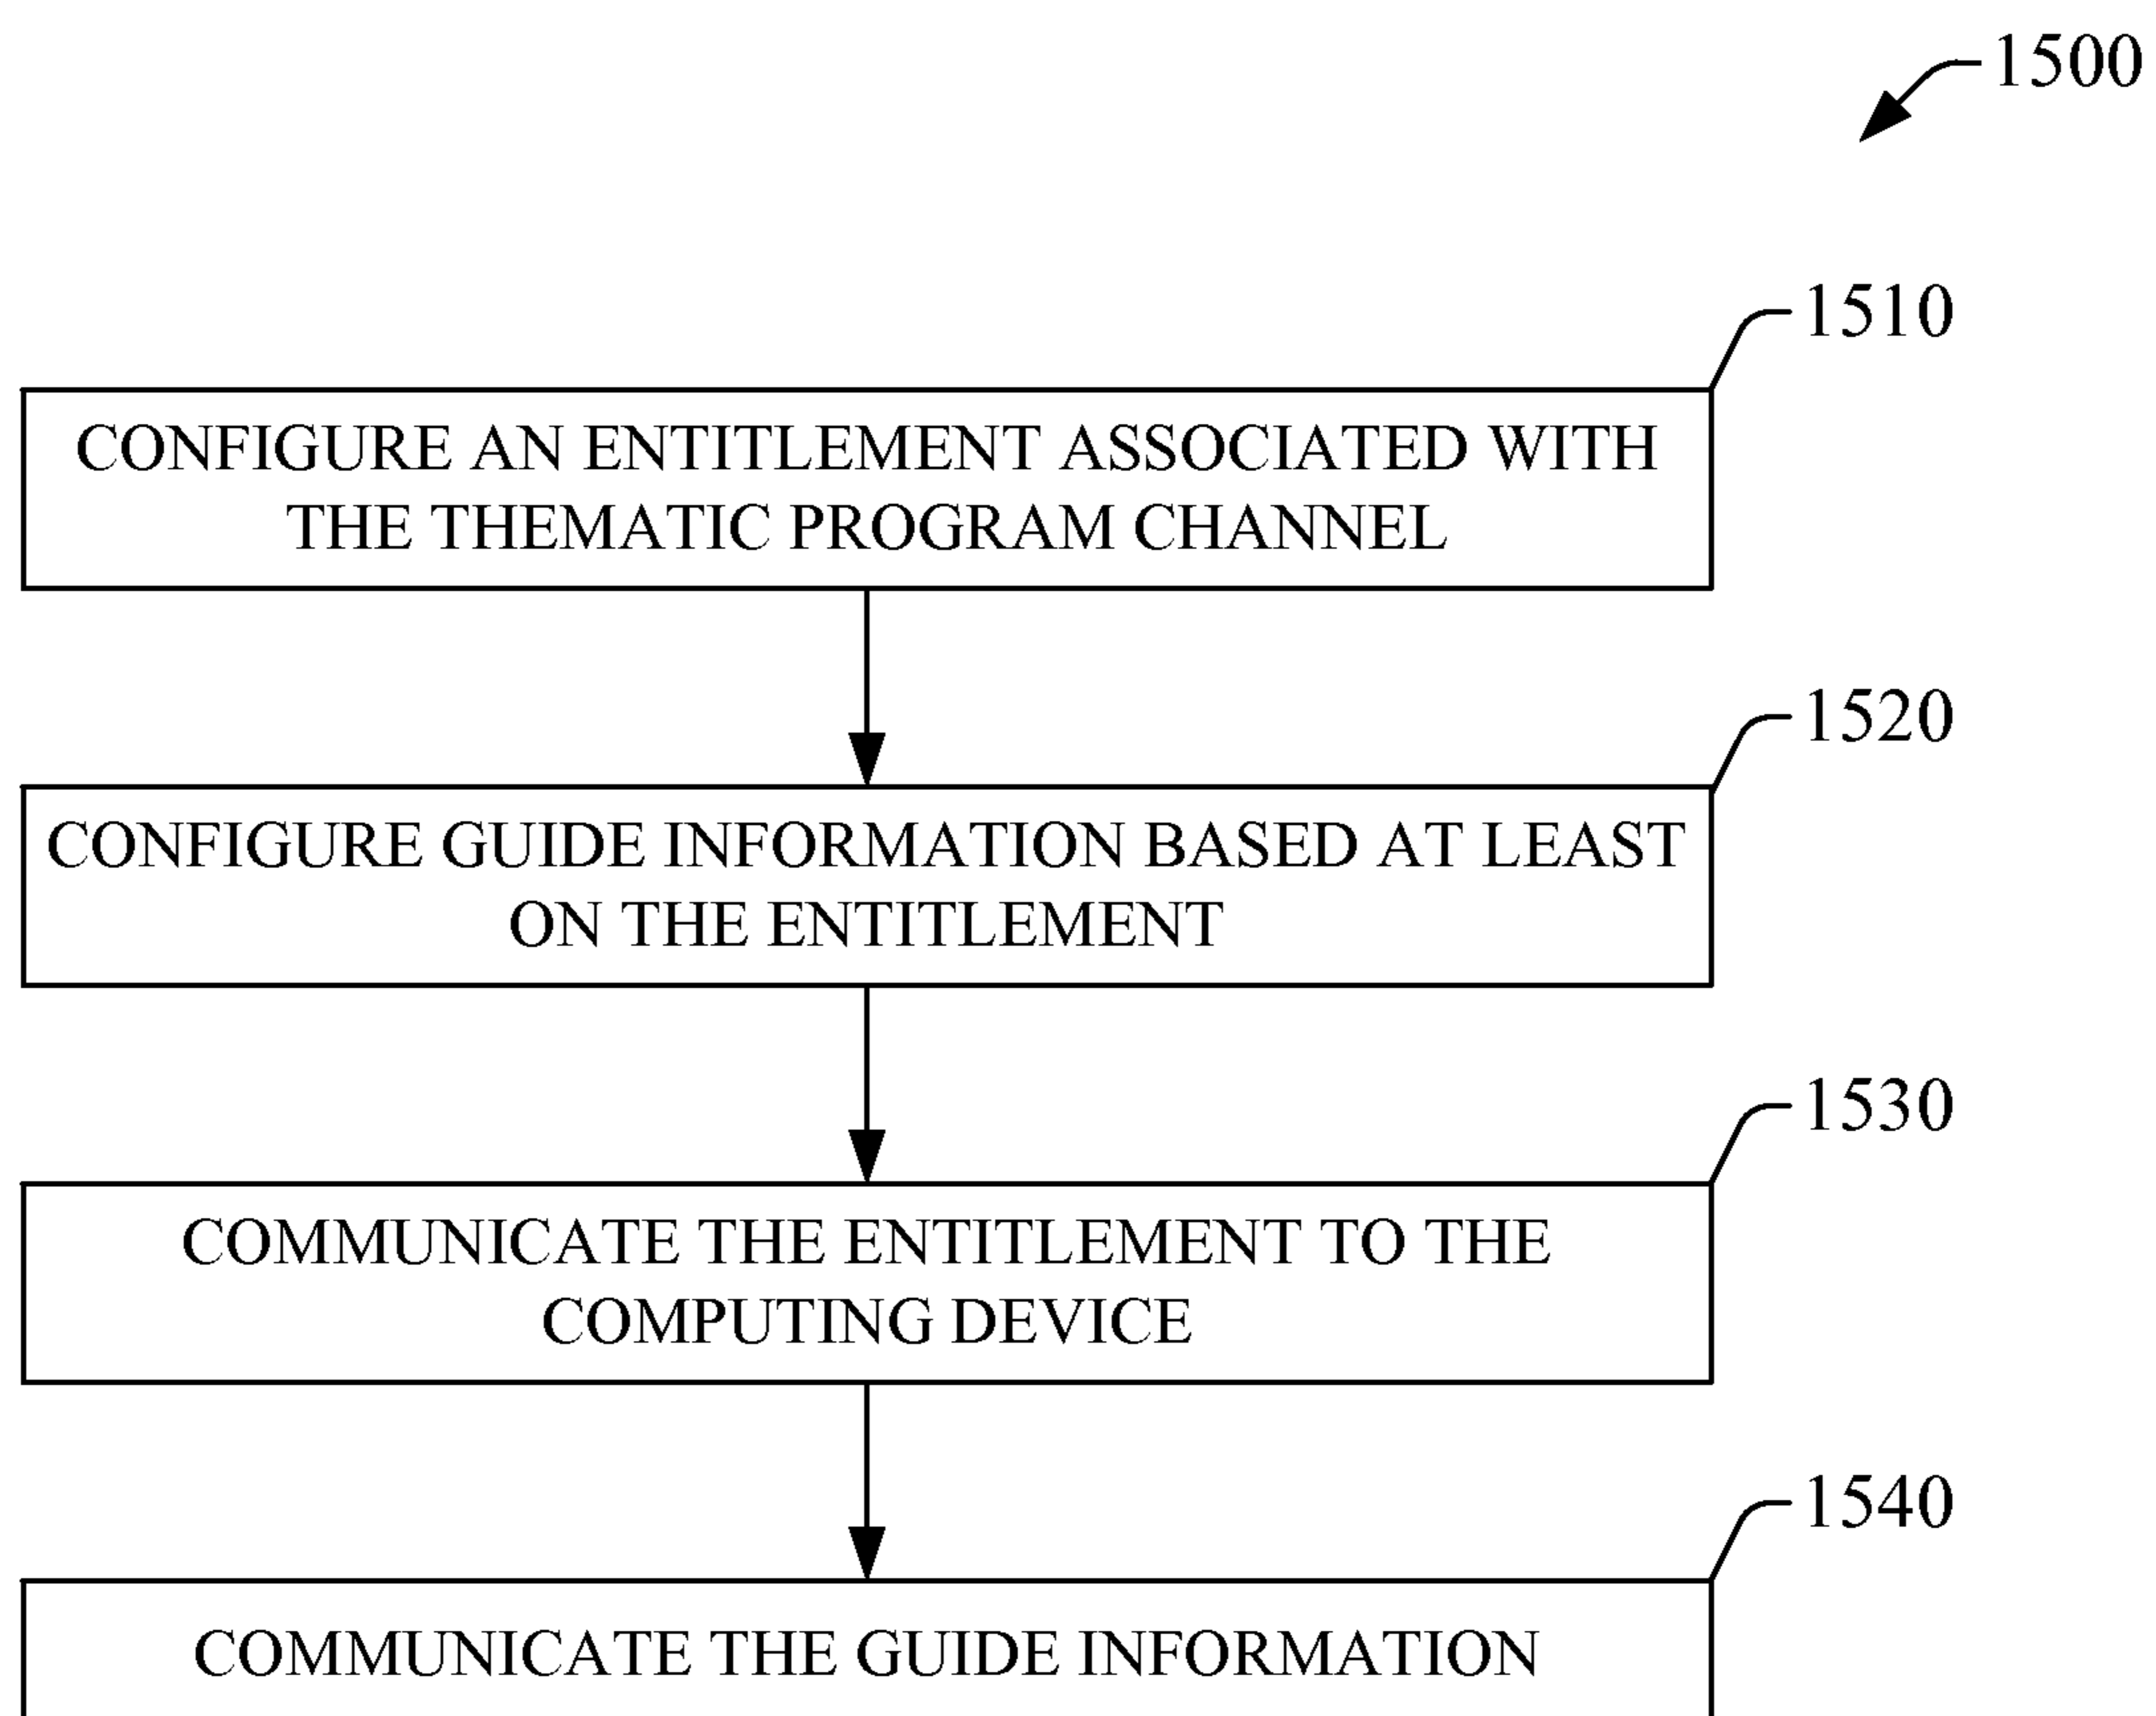 1500
1510
CONFIGURE AN ENTITLEMENT ASSOCIATED WITH
THE THEMATIC PROGRAM CHANNEL
1520
CONFIGURE GUIDE INFORMATION BASED AT LEAST
ON THE ENTITLEMENT
1530
COMMUNICATE THE ENTITLEMENT TO THE
COMPUTING DEVICE
1540
COMMUNICATE THE GUIDE INFORMATION